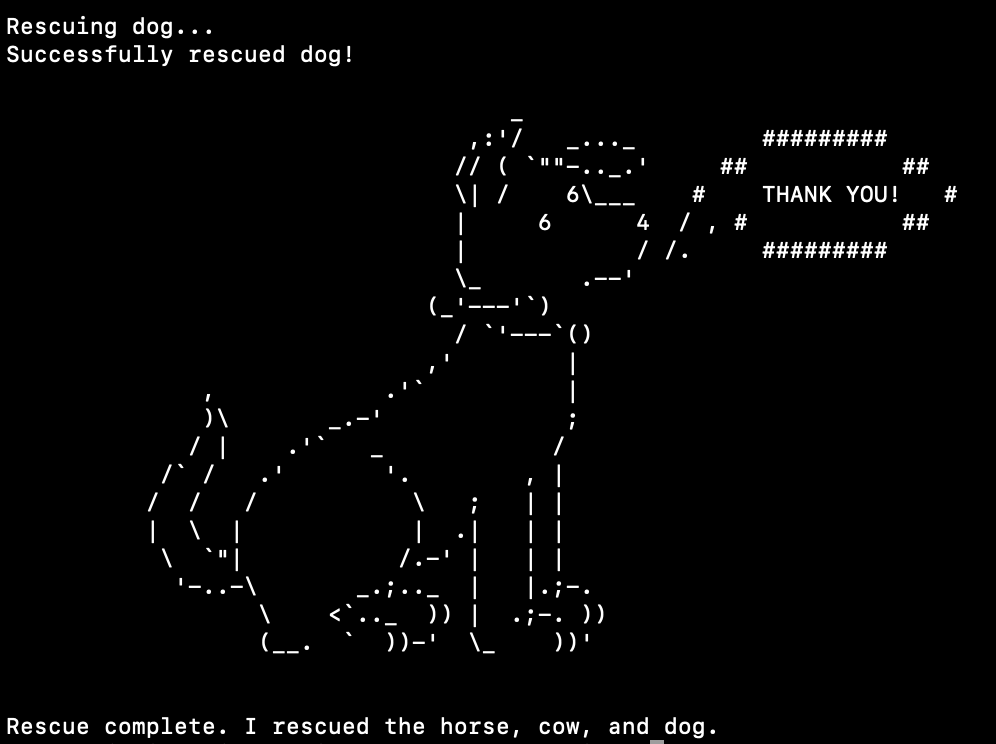 Rescuing dog...
Successfully rescued dog!
THANK YOU!
Rescue complete. I rescued the horse, cow, and dog.